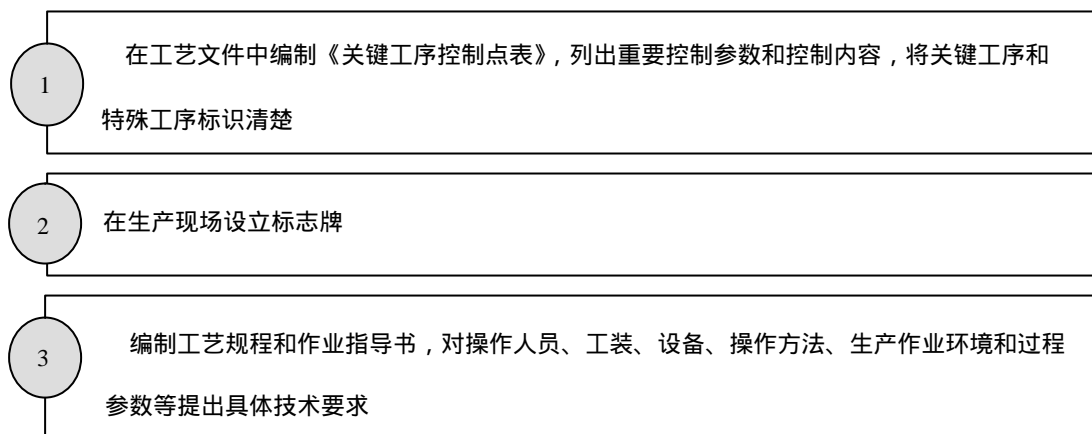 1
在工艺文件中编制《关键工序控制点表》，列出重要控制参数和控制内容，将关键工序和
特殊工序标识清楚
2
在生产现场设立标志牌
3
编制工艺规程和作业指导书，对操作人员、工装、设备、操作方法、生产作业环境和过程
参数等提出具体技术要求